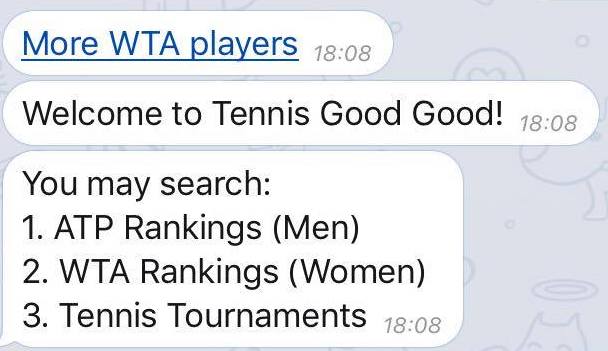 More WTA players 18:08
Welcome to Tennis Good Good! 18:08
You may search:
1. ATP Rankings (Men)
2. WTA Rankings (Women)
3. Tennis Tournaments 18:08